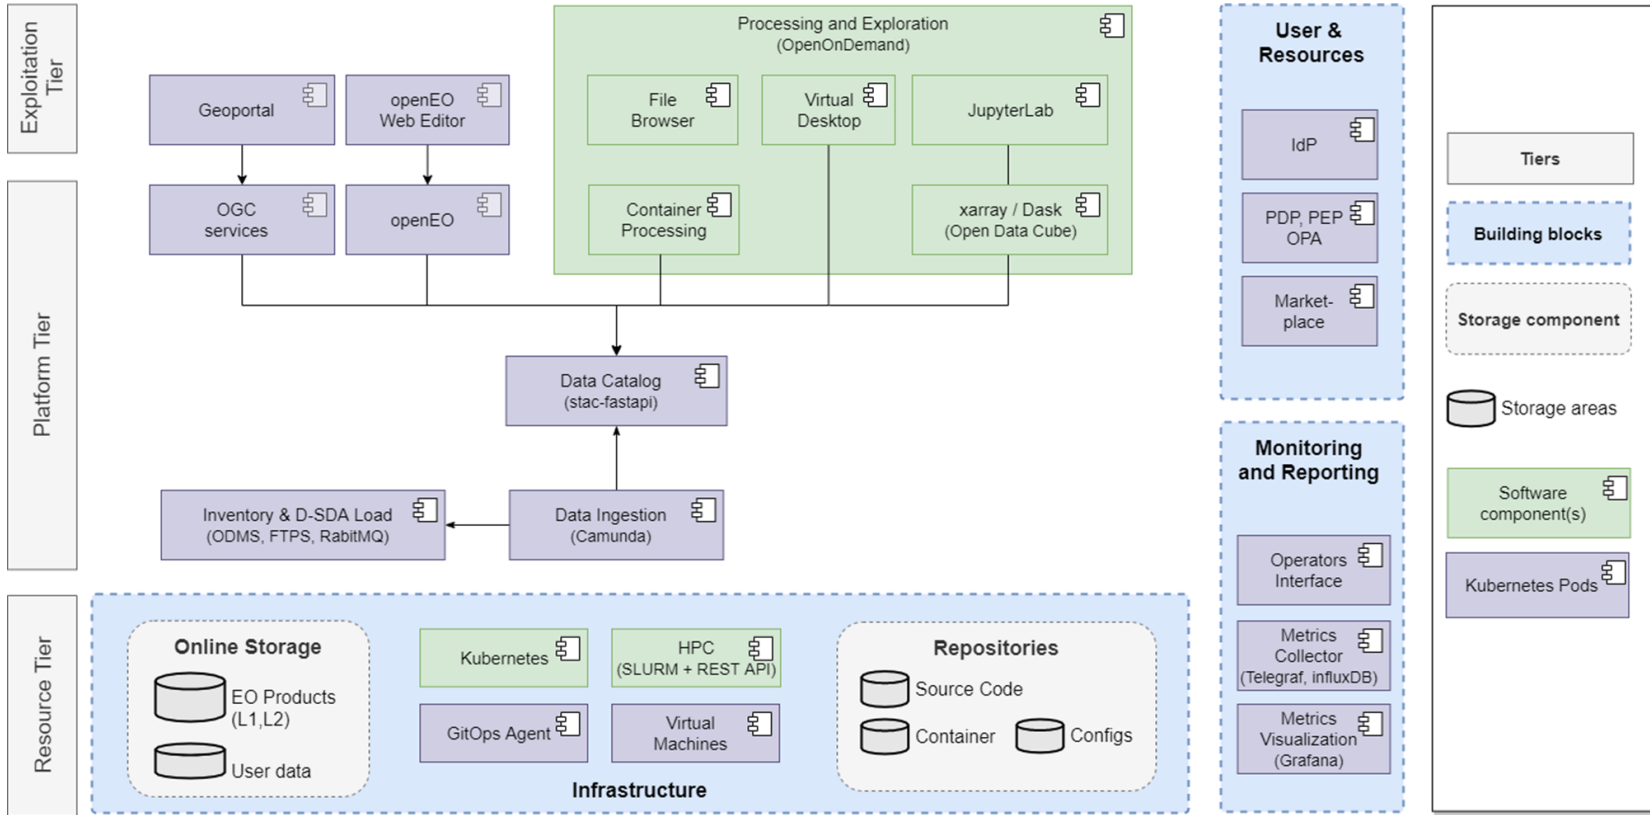 Exploitation
Tier
Platform Tier
Resource Tier
Geoportal
openEO
Web Editor
OGC
services
openEO
Processing and Exploration
(OpenOnDemand)
File
Browser
Virtual
Desktop
JupyterLab
Container
Processing
xarray / Dask
(Open Data Cube)
Data Catalog
(stac-fastapi)
Inventory & D-SDA Load
(ODMS, FTPS, RabitMQ)
Data Ingestion
(Camunda)
Online Storage
EO Products
(L1,L2)
User data
Kubernetes
HPC
(SLURM + REST API)
GitOps Agent
Virtual
Machines
Infrastructure
Repositories
Source Code
Container
Configs
User &
Resources
IdP
PDP, PEP
OPA
Market-
place
Monitoring
and Reporting
Operators
Interface
Metrics
Collector
(Telegraf, influxDB)
Metrics
Visualization
(Grafana)
Tiers
Building blocks
Storage component
Storage areas
Software
component(s)
Kubernetes Pods